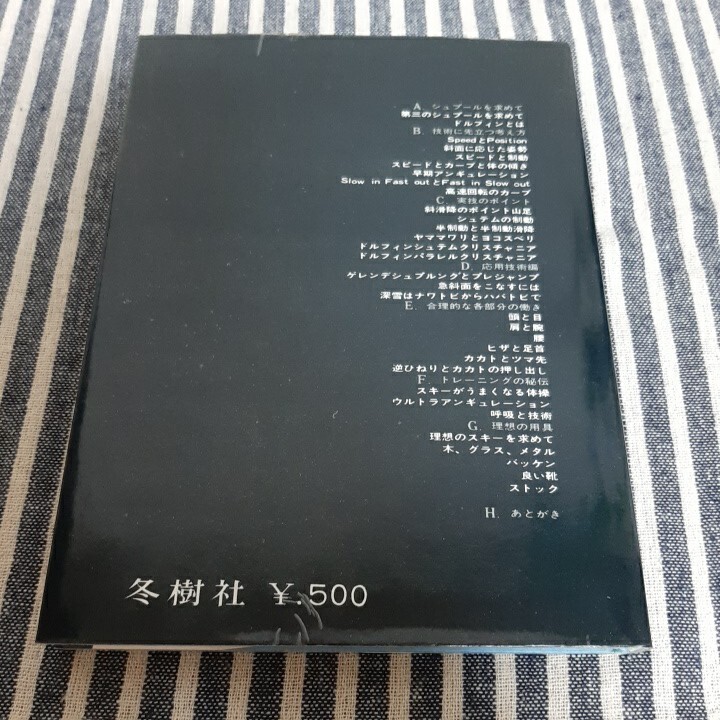 A. シュプールを求めて
第三のシュプールを求めて
ドルフィンとは
B. 技術に先立つ考え方
SpeedとPosition
斜面に応じた姿勢
スピードと制動
スピードとカーブと体の傾き
早期アンギュレーション
Slow in Fast outとFast in Slow out
高速回転のカーブ
C. 実技のポイント
斜滑降のポイント山足
シュテムの制動
半制動と半制動滑降
ヤママワリとヨコスベリ
ドルフィンシュテムクリスチャニア
ドルフィンパラレルクリスチャニア
D. 応用技術編
ゲレンデシュプルングとプレジャンプ
急斜面をこなすには
深雪はナワトビからハバトビで
E. 合理的な各部分の働き
頭と目
肩と腕
腰
ヒザと足首
カカトとツマ先
逆ひねりとカカトの押し出し
F. トレーニングの秘伝
スキーがうまくなる体操
ウルトラアンギュレーション
呼吸と技術
G. 理想の用具
理想のスキーを求めて
木、グラス、メタル
バッケン
良い靴
ストック
H. あとがき
冬樹社 ¥.500